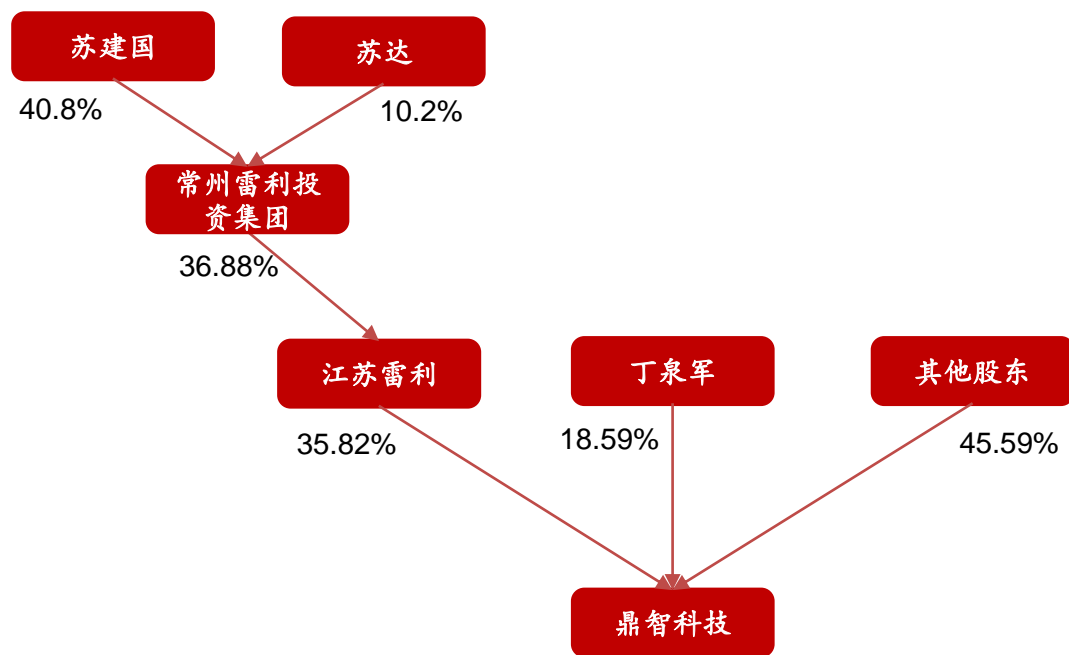 苏建国
苏达
40.8%
10.2%
常州雷利投
资集团
36.88%
江苏雷利
丁泉军
其他股东
35.82%
18.59%
45.59%
鼎智科技